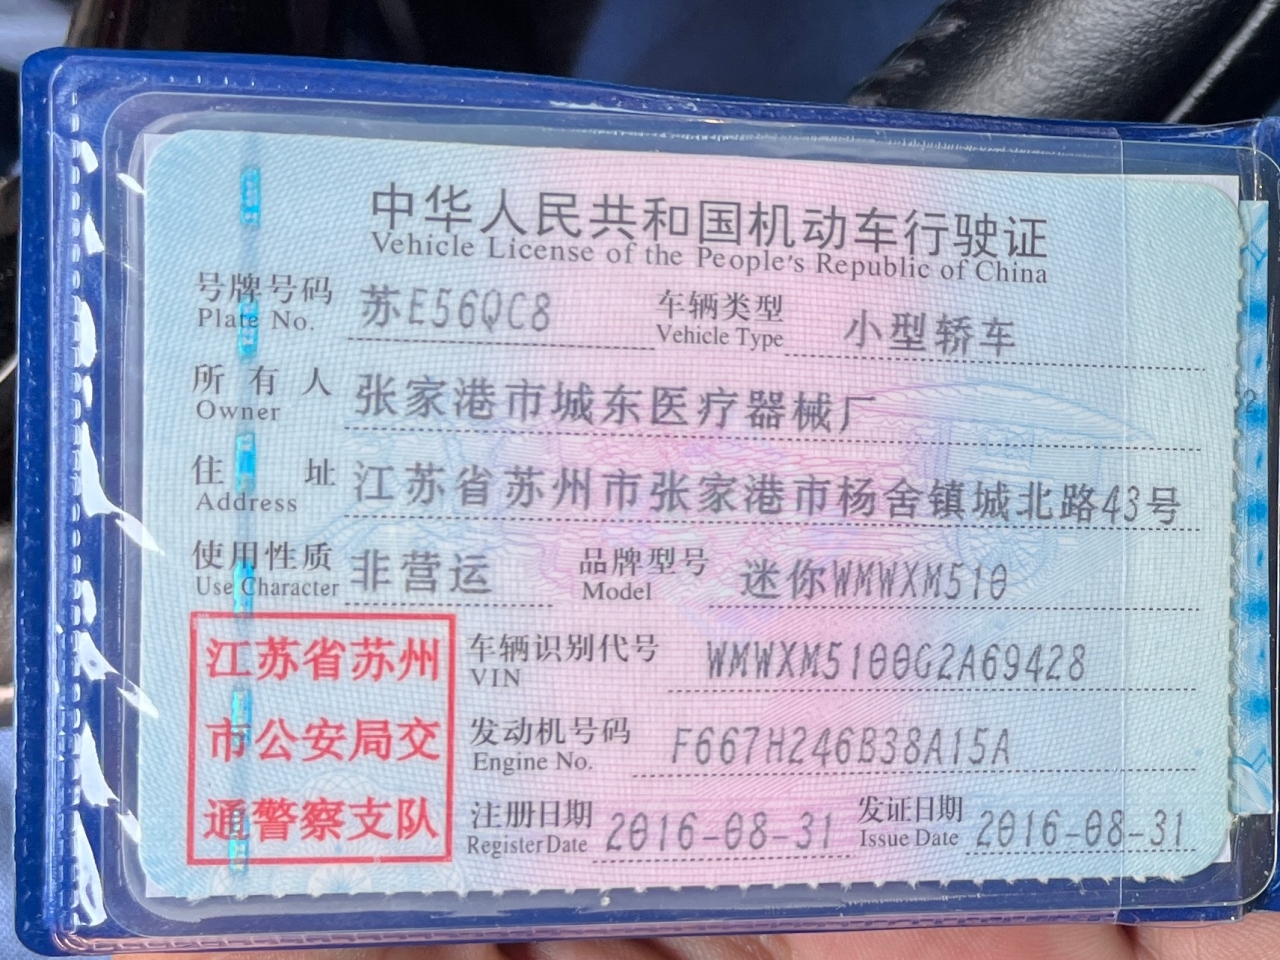 中华人民共和国机动车行驶证
Vehicle License of the People's Republic of China
号牌号码 苏E56QC8 车辆类型 小型轿车
Plate No. Vehicle Type
所有人 张家港市城东医疗器械厂
Owner
住址 江苏省苏州市张家港市杨舍镇城北路43号
Address
使用性质 非营运 品牌型号 迷你WMWXM510
Use Character Model
江苏省苏州 车辆识别代号 WMWXM5100G2A69428
VIN
市公安局交 发动机号码 F667H246B38A15A
Engine No.
通警察支队 注册日期 2016-08-31 发证日期 2016-08-31
Register Date Issue Date